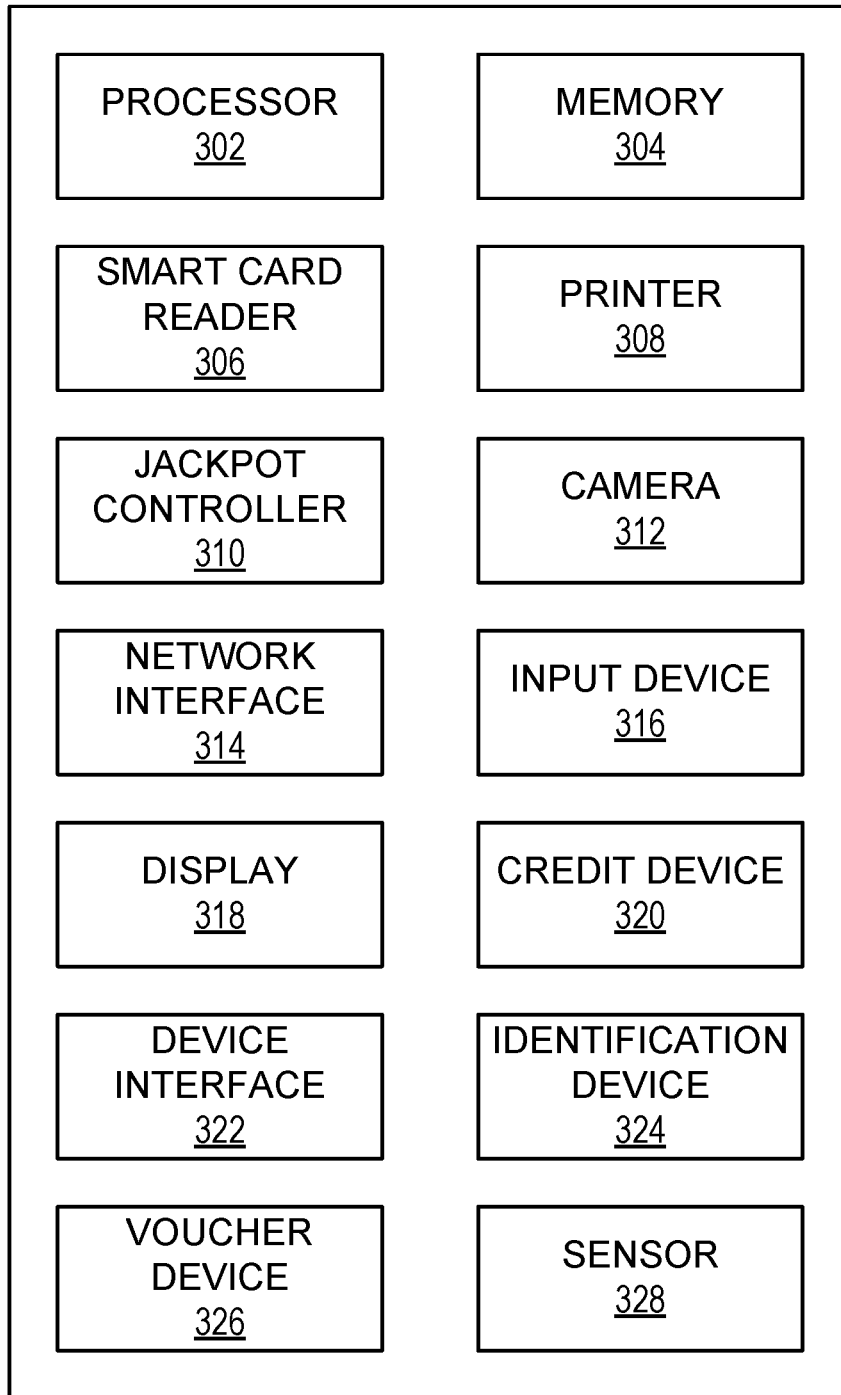 PROCESSOR
302
MEMORY
304
SMART CARD
READER
306
PRINTER
308
JACKPOT
CONTROLLER
310
CAMERA
312
NETWORK
INTERFACE
314
INPUT DEVICE
316
DISPLAY
318
CREDIT DEVICE
320
DEVICE
INTERFACE
322
IDENTIFICATION
DEVICE
324
VOUCHER
DEVICE
326
SENSOR
328